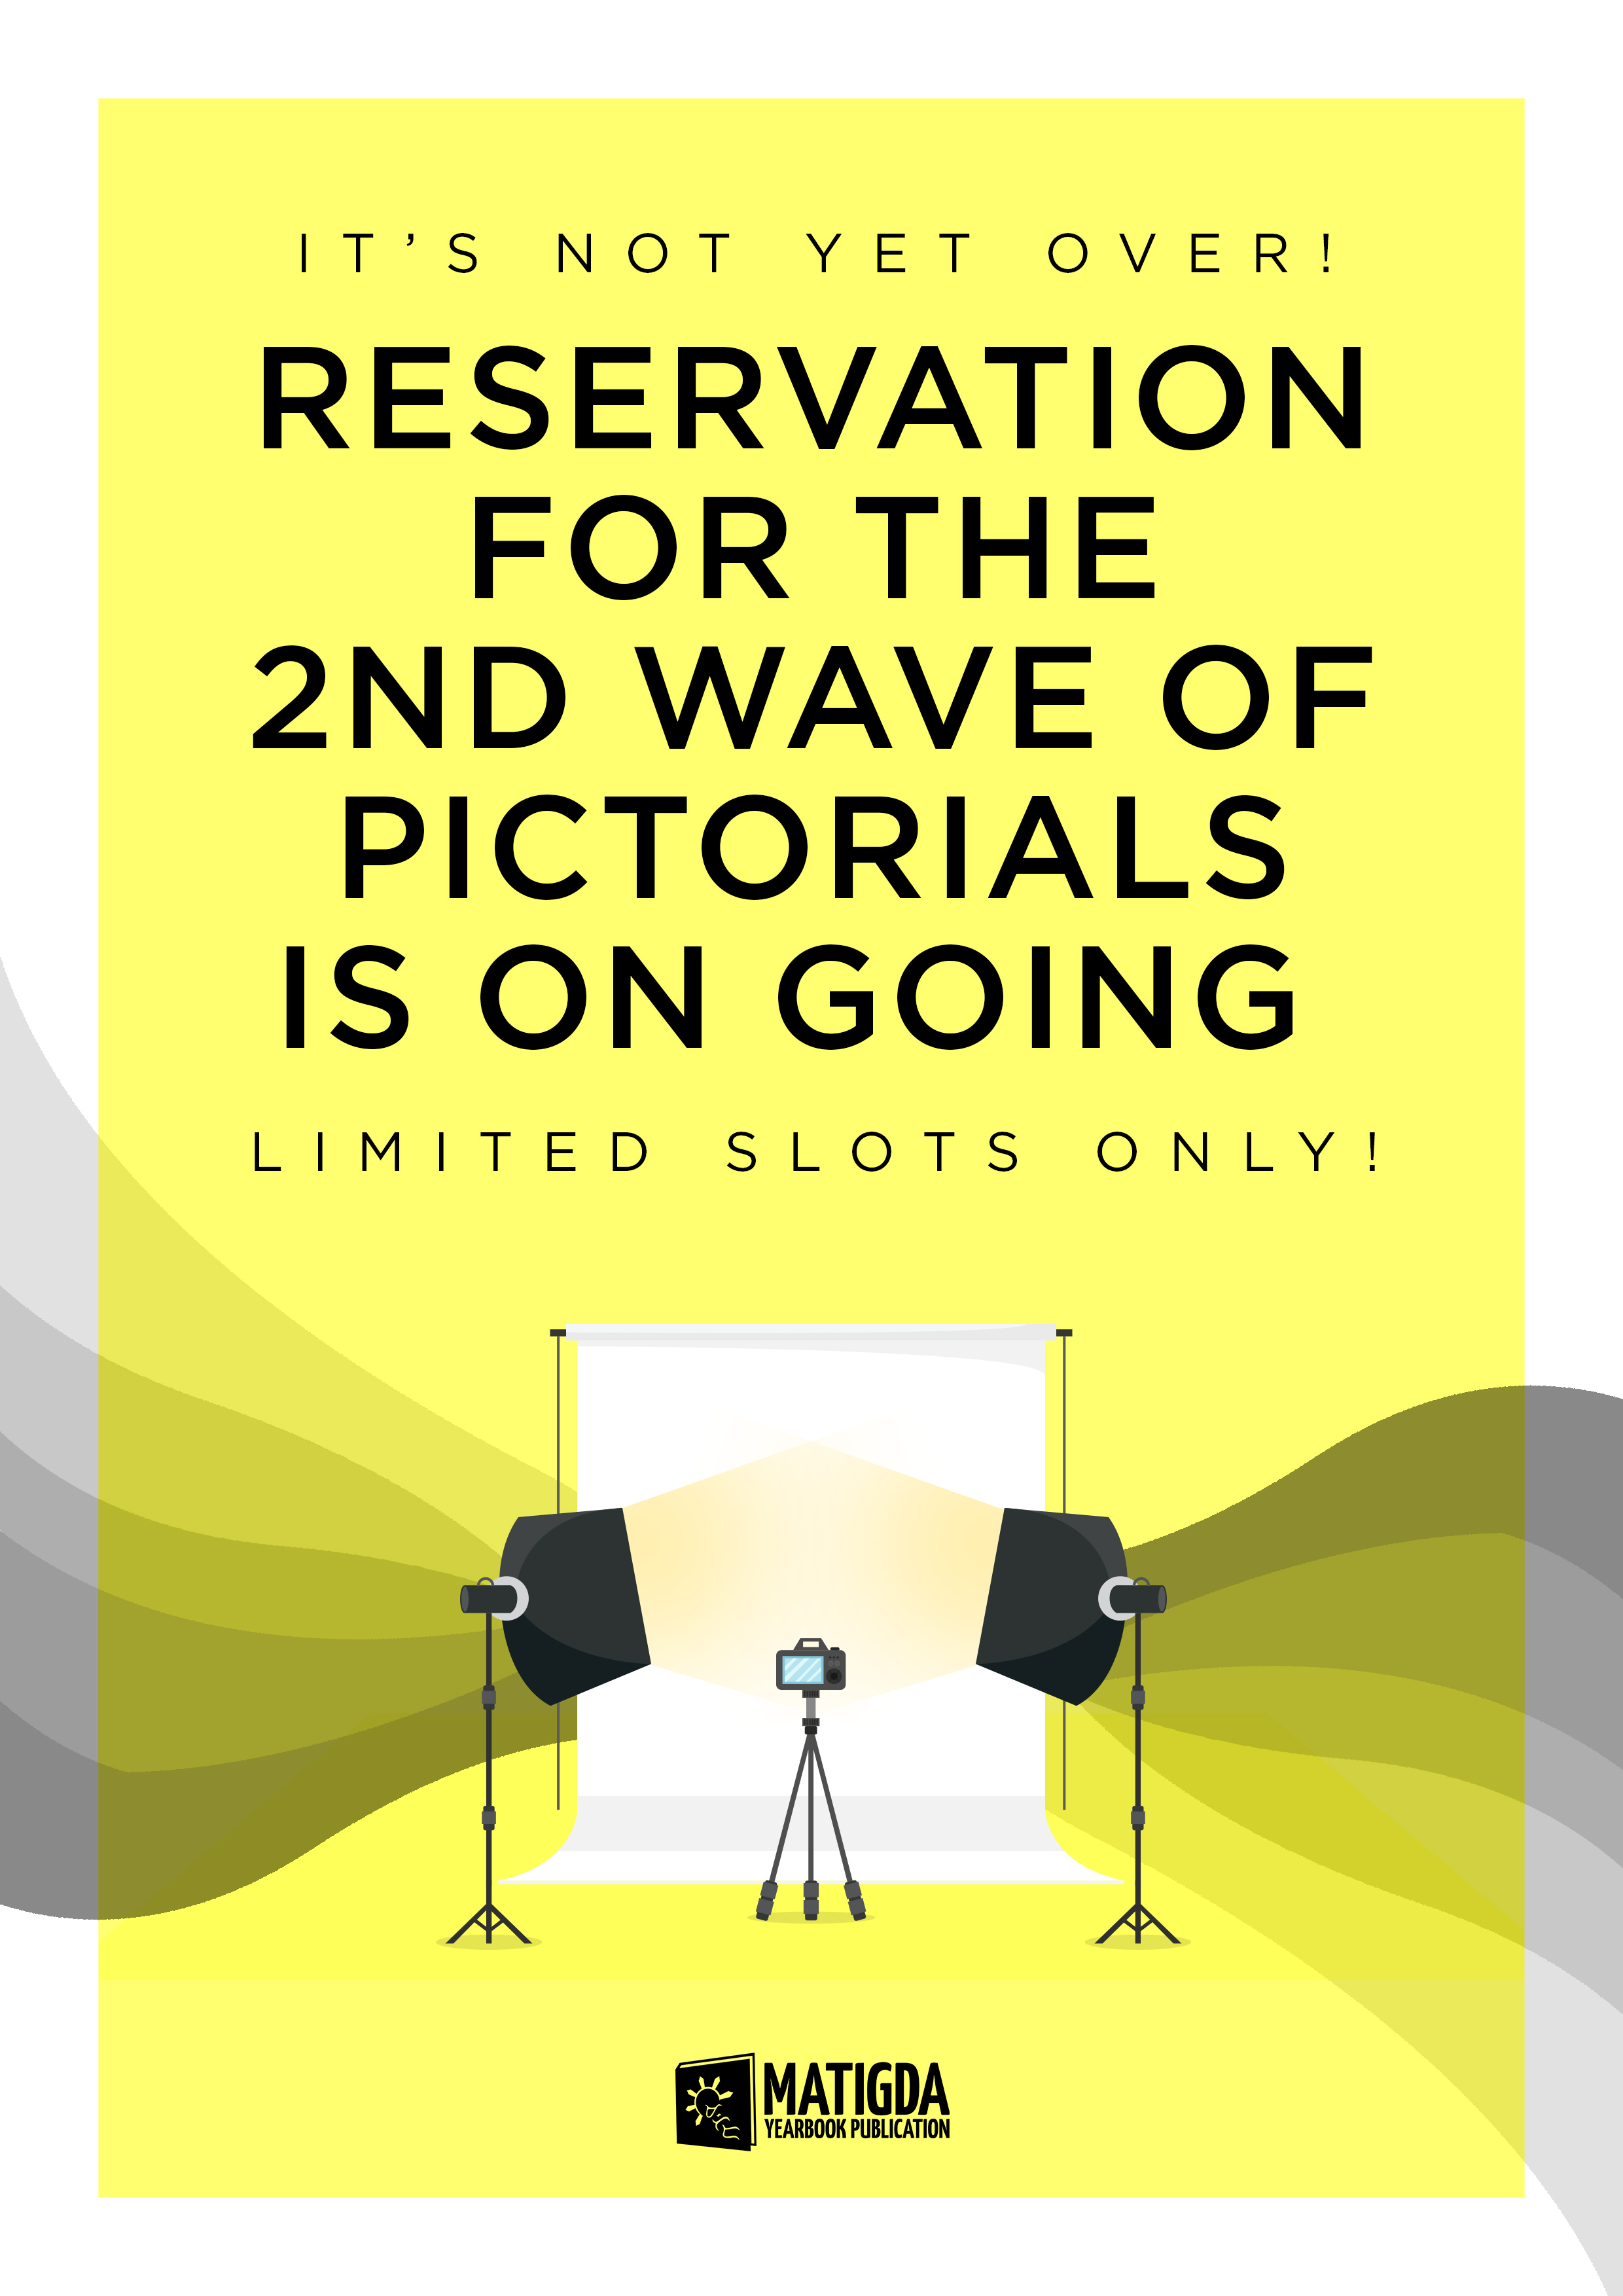 IT’S NOT YET OVER!
RESERVATION
FOR THE
2ND WAVE OF
PICTORIALS
IS ON GOING
LIMITED SLOTS ONLY!
MATIGDA
YEARBOOK PUBLICATION